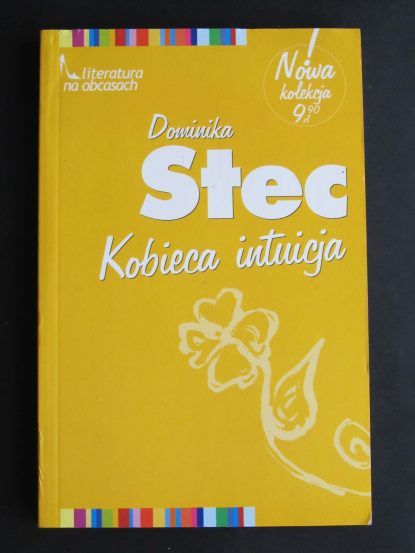 literatura
na obcasach
Nowa
kolekcja
9,90
zł
Dominika
Stec
Kobieca intuicja